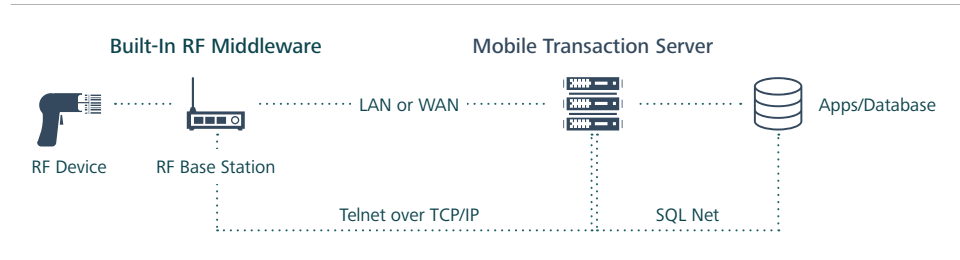 Built-In RF Middleware
Mobile Transaction Server
LAN or WAN
Apps/Database
RF Device
RF Base Station
Telnet over TCP/IP
SQL Net